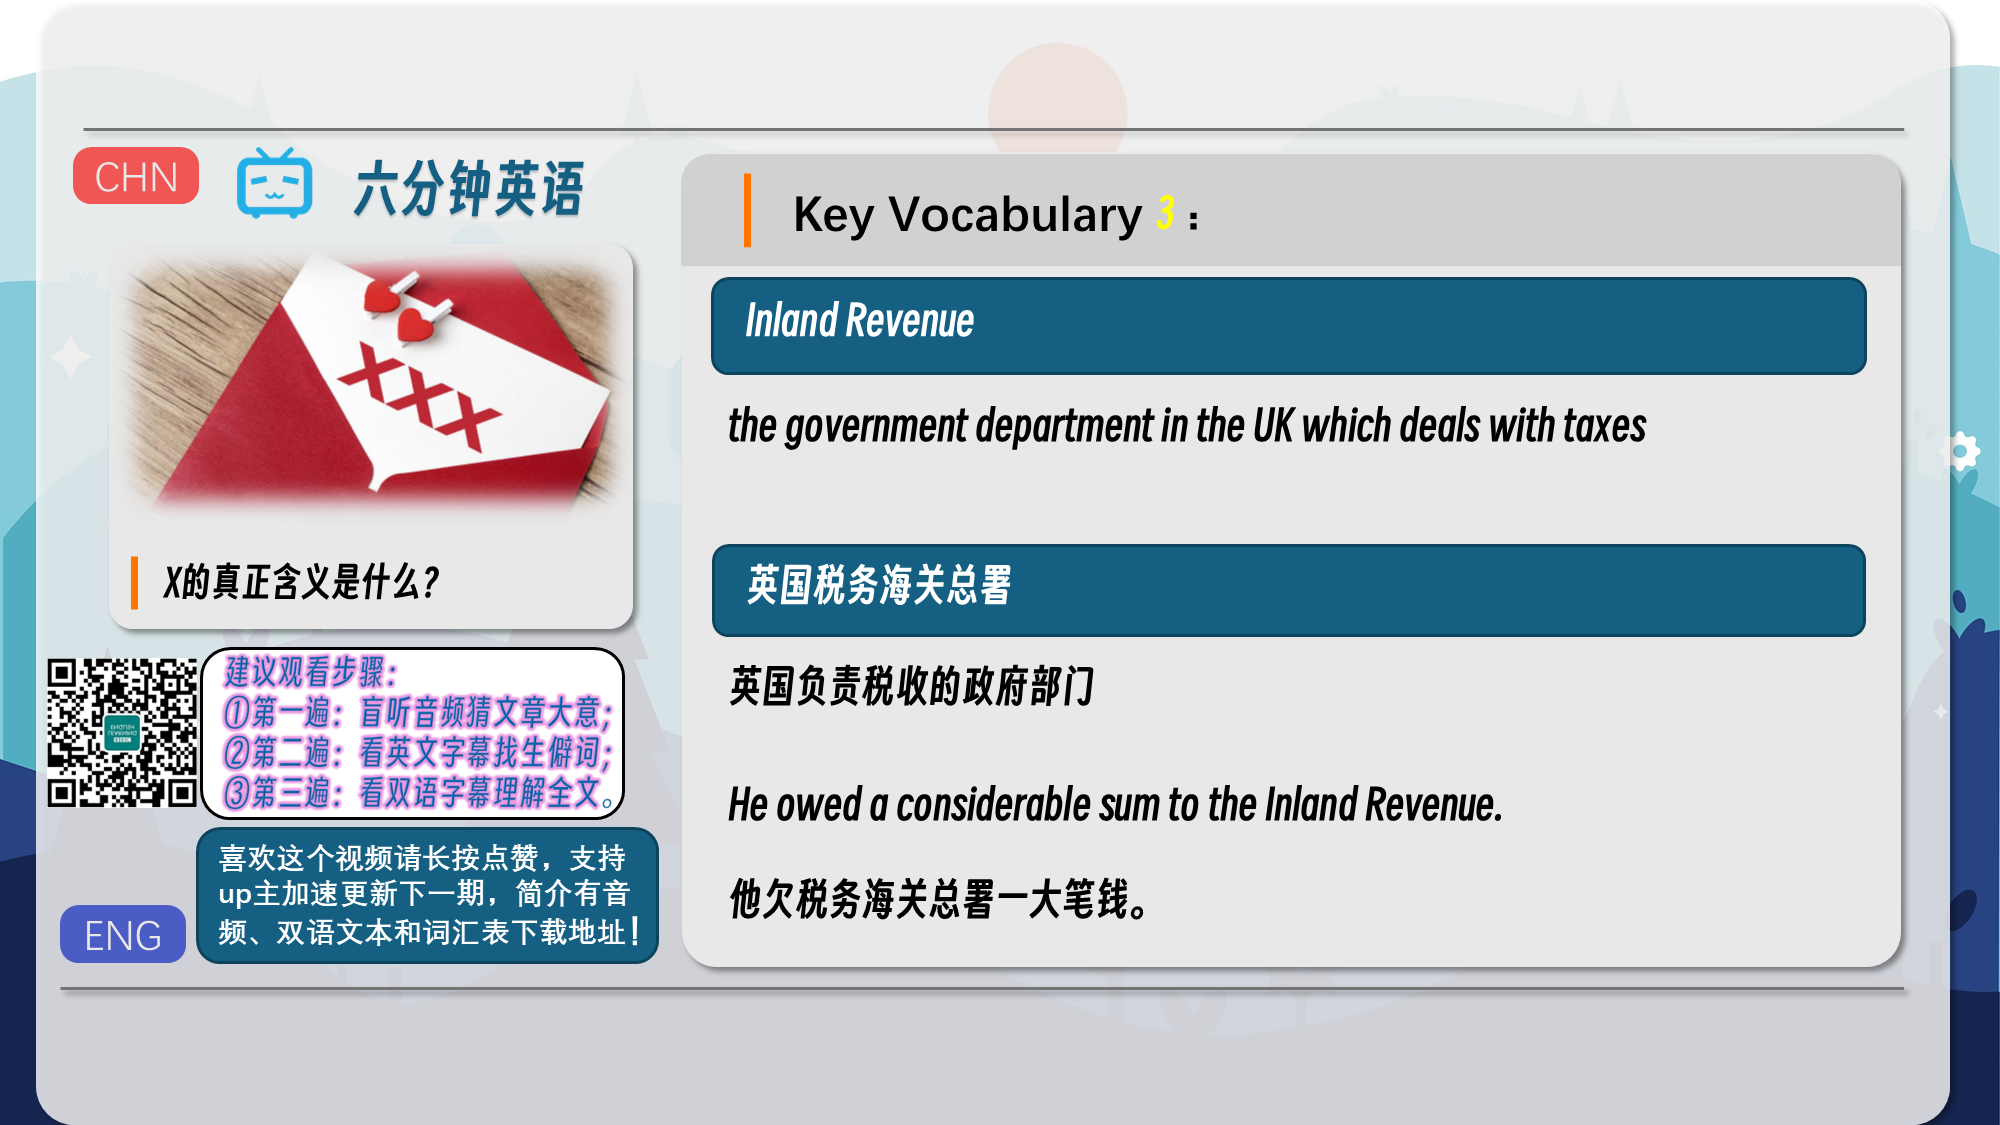 CHN
六分钟英语
XXX
X的真正含义是什么?
建议观看步骤:
①第一遍: 盲听音频猜文章大意;
②第二遍: 看英文字幕找生僻词;
③第三遍: 看双语字幕理解全文。
喜欢这个视频请长按点赞，支持
up主加速更新下一期，简介有音
频、双语文本和词汇表下载地址!
ENG
Key Vocabulary 3 :
Inland Revenue
the government department in the UK which deals with taxes
英国税务海关总署
英国负责税收的政府部门
He owed a considerable sum to the Inland Revenue.
他欠税务海关总署一大笔钱。